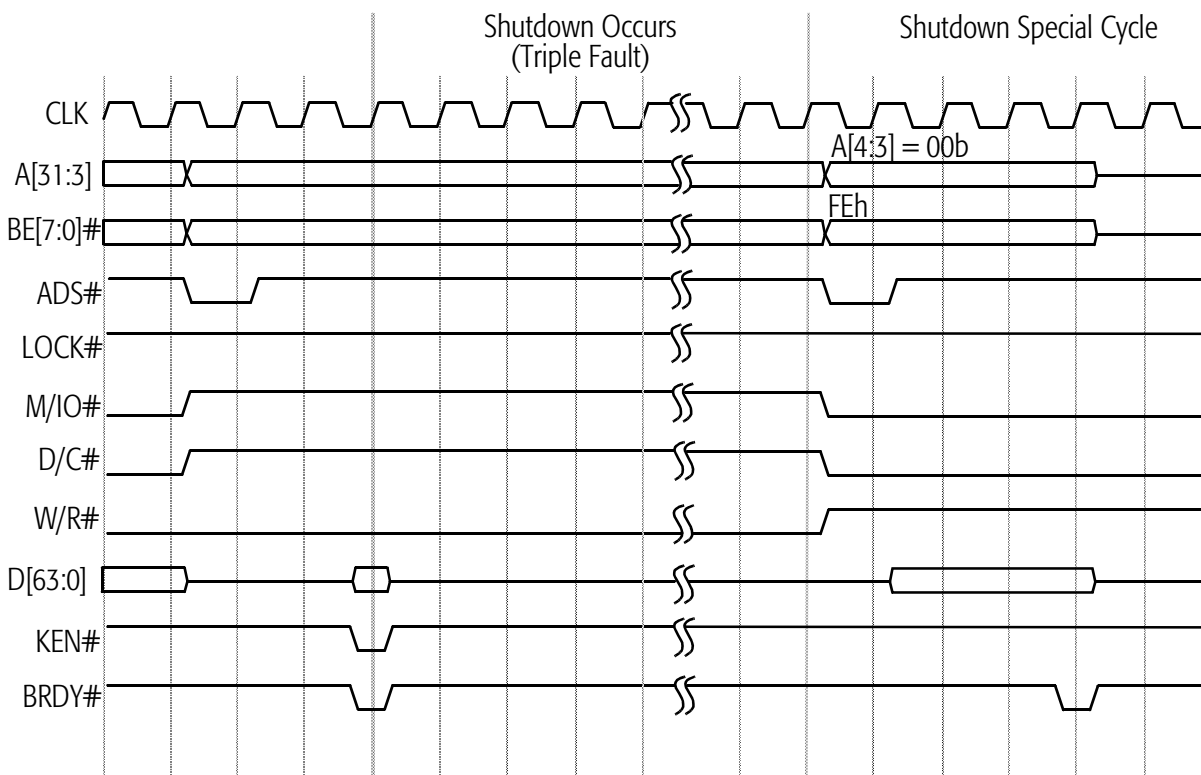 Shutdown Occurs
(Triple Fault)
Shutdown Special Cycle
CLK
A[4:3] = 00b
A[31:3]
FEh
BE[7:0]#
ADS#
LOCK#
M/IO#
D/C#
W/R#
D[63:0]
KEN#
BRDY#